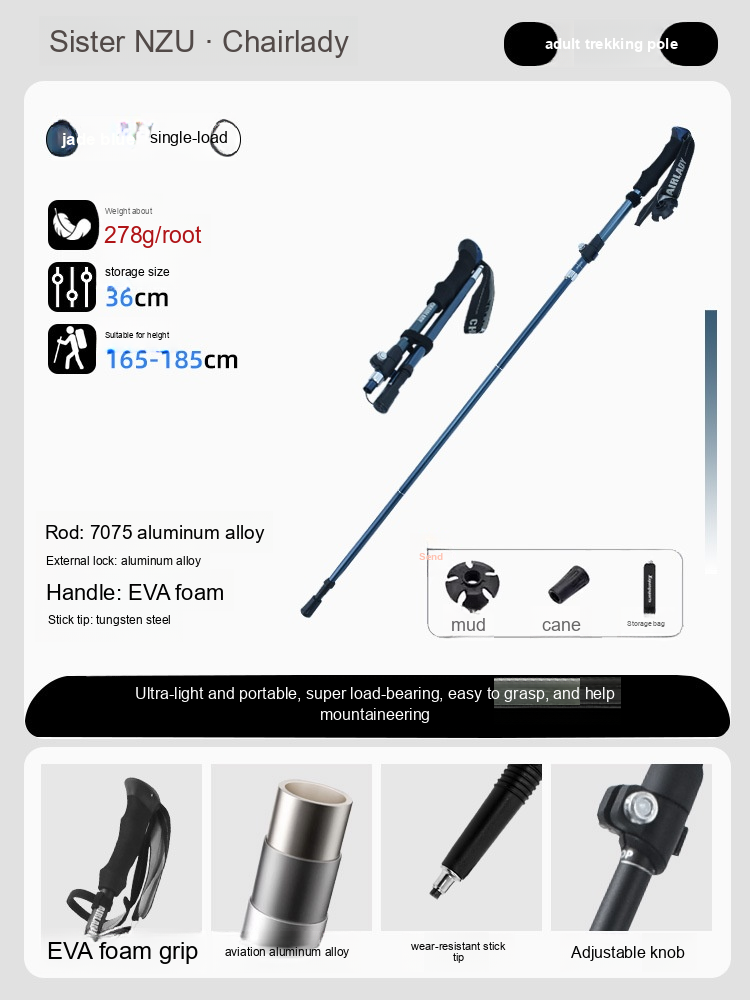 Sister NZU · Chairlady
adult trekking pole
single-load
Weight about
278g/root
storage size
36cm
Suitable for height
165-185cm
AIRLADY
Rod: 7075 aluminum alloy
External lock: aluminum alloy
Handle: EVA foam
Stick tip: tungsten steel
Send
mud
cane
Storage bag
Ultra-light and portable, super load-bearing, easy to grasp, and help
mountaineering
EVA foam grip
aviation aluminum alloy
wear-resistant stick
tip
Adjustable knob